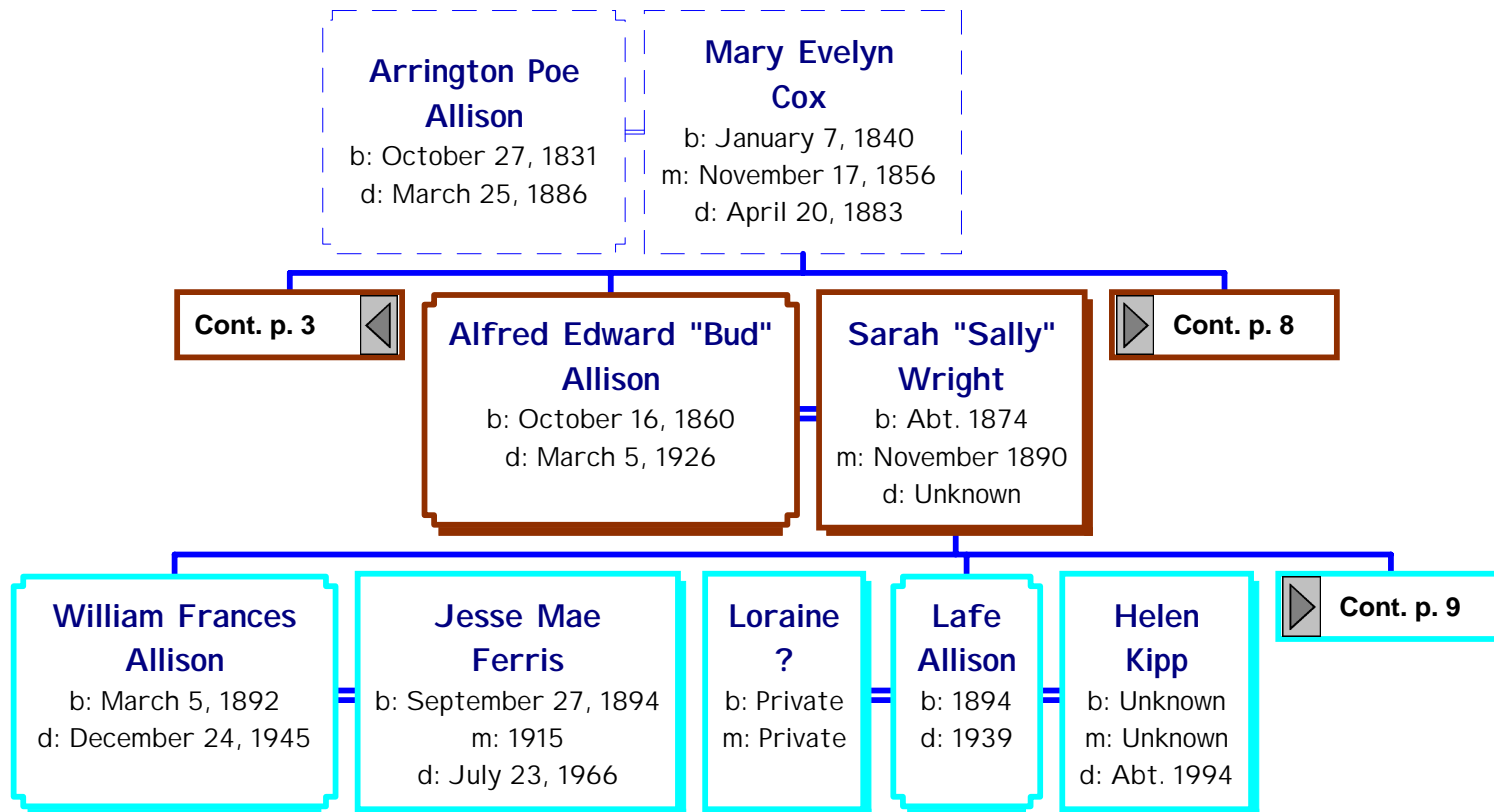 Arrington Poe
Allison
b: October 27, 1831
d: March 25, 1886
Mary Evelyn
Cox
b: January 7, 1840
m: November 17, 1856
d: April 20, 1883
Cont. p. 3
Alfred Edward "Bud"
Allison
b: October 16, 1860
d: March 5, 1926
Sarah "Sally"
Wright
b: Abt. 1874
m: November 1890
d: Unknown
Cont. p. 8
William Frances
Allison
b: March 5, 1892
d: December 24, 1945
Jesse Mae
Ferris
b: September 27, 1894
m: 1915
d: July 23, 1966
Loraine
?
b: Private
m: Private
Lafe
Allison
b: 1894
d: 1939
Helen
Kipp
b: Unknown
m: Unknown
d: Abt. 1994
Cont. p. 9